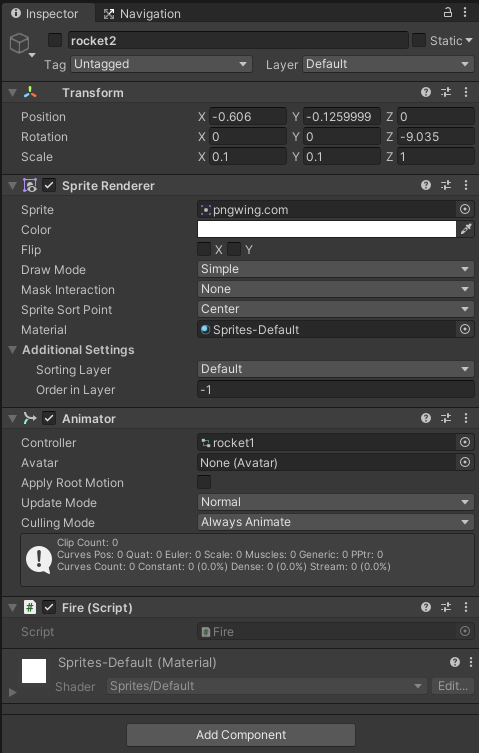 Inspector Navigation
rocket2 Static
Tag Untagged Layer Default
Transform
Position X -0.606 Y -0.1259999 Z 0
Rotation X 0 Y 0 Z -9.035
Scale X 0.1 Y 0.1 Z 1
Sprite Renderer
Sprite pngwing.com
Color
Flip X Y
Draw Mode Simple
Mask Interaction None
Sprite Sort Point Center
Material Sprites-Default
Additional Settings
Sorting Layer Default
Order in Layer -1
Animator
Controller rocket1
Avatar None (Avatar)
Apply Root Motion
Update Mode Normal
Culling Mode Always Animate
Clip Count: 0
Curves Pos: 0 Quat: 0 Euler: 0 Scale: 0 Muscles: 0 Generic: 0 PPtr: 0
Curves Count: 0 Constant: 0 (0.0%) Dense: 0 (0.0%) Stream: 0 (0.0%)
# Fire (Script)
Script # Fire
Sprites-Default (Material)
Shader Sprites/Default Edit...
Add Component